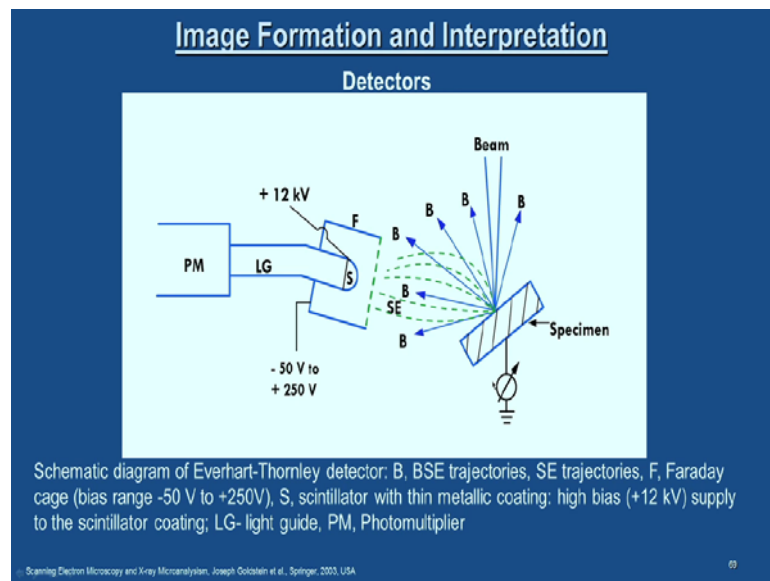 Image Formation and Interpretation
Detectors
Beam
+ 12 kV
F
B
B
B
B
PM
LG
S
B
SE
B
Specimen
- 50 V to
+ 250 V
Schematic diagram of Everhart-Thornley detector: B, BSE trajectories, SE trajectories, F, Faraday
cage (bias range -50 V to +250V), S, scintillator with thin metallic coating: high bias (+12 kV) supply
to the scintillator coating; LG- light guide, PM, Photomultiplier
Scanning Electron Microscopy and X-ray Microanalysism, Joseph Goldstein et al., Springer, 2003, USA